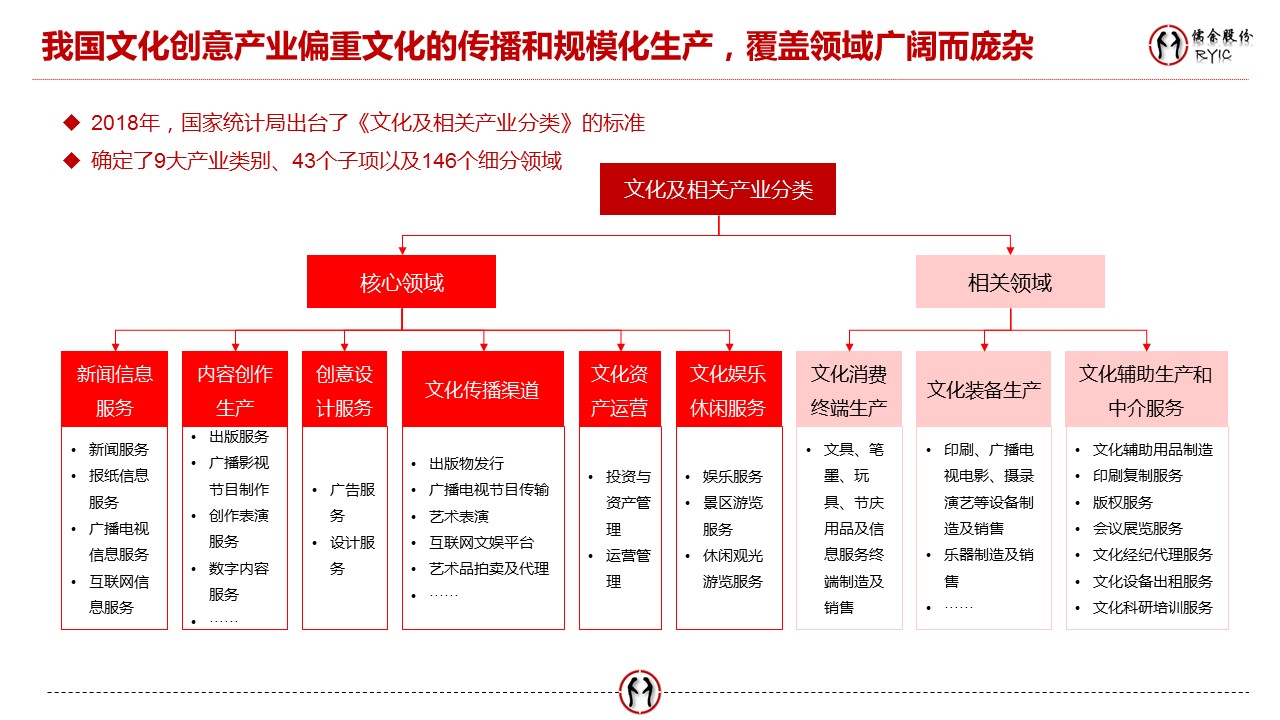 我国文化创意产业偏重文化的传播和规模化生产，覆盖领域广阔而庞杂
儒佘股份
RYIC
◆ 2018年，国家统计局出台了《文化及相关产业分类》的标准
◆ 确定了9大产业类别、43个子项以及146个细分领域
文化及相关产业分类
核心领域
相关领域
新闻信息
服务
• 新闻服务
• 报纸信息
服务
• 广播电视
信息服务
• 互联网信
息服务
内容创作
生产
• 出版服务
• 广播影视
节目制作
• 创作表演
服务
• 数字内容
服务
• ……
创意设
计服务
• 广告服
务
• 设计服
务
文化传播渠道
• 出版物发行
• 广播电视节目传输
• 艺术表演
• 互联网文娱平台
• 艺术品拍卖及代理
• ……
文化资
产运营
• 投资与
资产管
理
• 运营管
理
文化娱乐
休闲服务
• 娱乐服务
• 景区游览
服务
• 休闲观光
游览服务
文化消费
终端生产
• 文具、笔
墨、玩
具、节庆
用品及信
息服务终
端制造及
销售
文化装备生产
• 印刷、广播电
视电影、摄录
演艺等设备制
造及销售
• 乐器制造及销
售
• ……
文化辅助生产和
中介服务
• 文化辅助用品制造
• 印刷复制服务
• 版权服务
• 会议展览服务
• 文化经纪代理服务
• 文化设备出租服务
• 文化科研培训服务